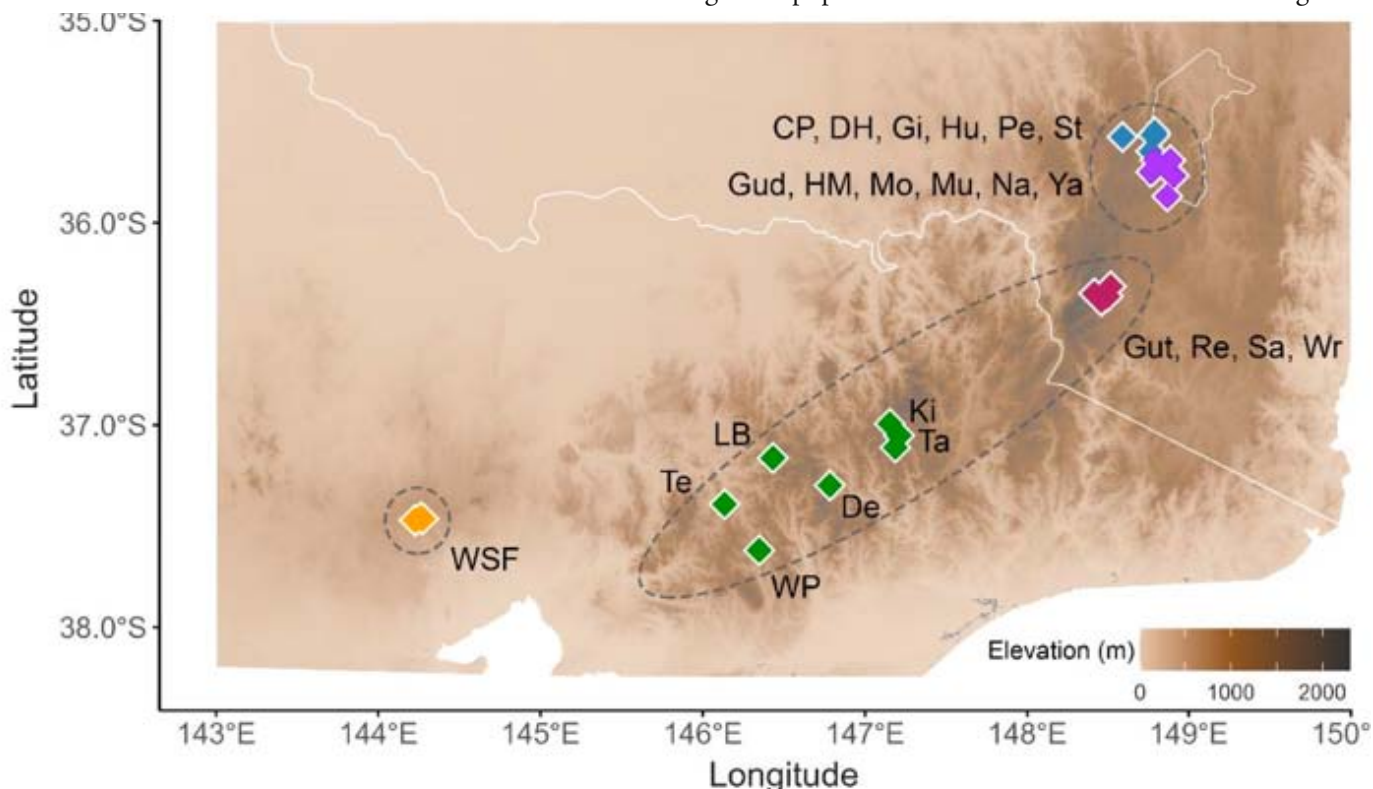 35.0°S
CP, DH, Gi, Hu, Pe, St
Gud, HM, Mo, Mu, Na, Ya
36.0°S
Gut, Re, Sa, Wr
Latitude
37.0°S
Ki
LB
Ta
Te
De
WSF
WP
38.0°S
Elevation (m)
0 1000 2000
143°E 144°E 145°E 146°E 147°E 148°E 149°E 150°
Longitude